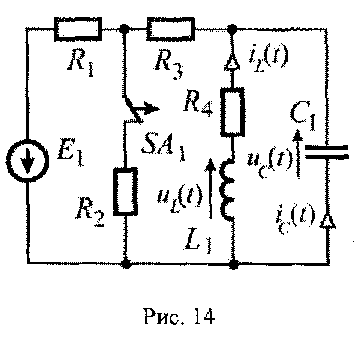 R1
R3
iL(t)
R4
C1
SA1
E1
uC(t)
R2
uL(t)
iC(t)
L1
Рис. 14